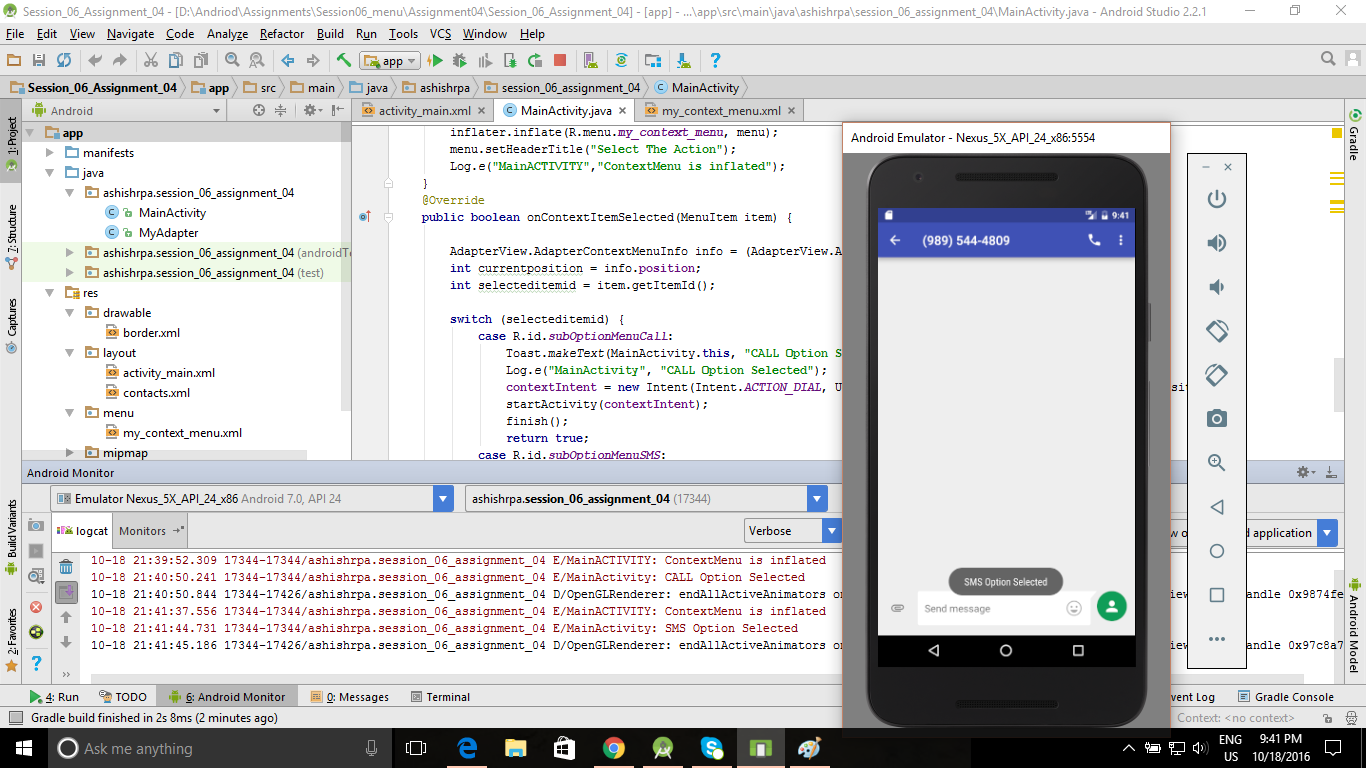 Session_06_Assignment_04 - [D:\Andriod\Assignments\Session06_menu\Assignment04\Session_06_Assignment_04] - [app] - ...\app\src\main\java\ashishrpa\session_06_assignment_04\MainActivity.java - Android Studio 2.2.1
File Edit View Navigate Code Analyze Refactor Build Run Tools VCS Window Help
app
Session_06_Assignment_04 app src main java ashishrpa session_06_assignment_04 MainActivity
1: Project
7: Structure
Captures
Build Variants
2: Favorites
Android
app
manifests
java
ashishrpa.session_06_assignment_04
MainActivity
MyAdapter
ashishrpa.session_06_assignment_04 (androidTe
ashishrpa.session_06_assignment_04 (test)
res
drawable
border.xml
layout
activity_main.xml
contacts.xml
menu
my_context_menu.xml
mipmap
activity_main.xml MainActivity.java my_context_menu.xml
inflater.inflate(R.menu.my_context_menu, menu);
menu.setHeaderTitle("Select The Action");
Log.e("MainACTIVITY","ContextMenu is inflated");
}
@Override
public boolean onContextItemSelected(MenuItem item) {
AdapterView.AdapterContextMenuInfo info = (AdapterView.A
int currentposition = info.position;
int selecteditemid = item.getItemId();
switch (selecteditemid) {
case R.id.subOptionMenuCall:
Toast.makeText(MainActivity.this, "CALL Option S
Log.e("MainActivity", "CALL Option Selected");
contextIntent = new Intent(Intent.ACTION_DIAL, U
sit
startActivity(contextIntent);
finish();
return true;
case R.id.subOptionMenuSMS:
Android Emulator - Nexus_5X_API_24_x86:5554
9:41
(989) 544-4809
SMS Option Selected
Send message
Gradle
Android Model
Android Monitor
Emulator Nexus_5X_API_24_x86 Android 7.0, API 24
ashishrpa.session_06_assignment_04 (17344)
logcat Monitors
Verbose
w o
d application
10-18 21:39:52.309 17344-17344/ashishrpa.session_06_assignment_04 E/MainACTIVITY: ContextMenu is inflated
10-18 21:40:50.241 17344-17344/ashishrpa.session_06_assignment_04 E/MainActivity: CALL Option Selected
10-18 21:40:50.844 17344-17426/ashishrpa.session_06_assignment_04 D/OpenGLRenderer: endAllActiveAnimators on
iew
andle 0x9874fe
10-18 21:41:37.556 17344-17344/ashishrpa.session_06_assignment_04 E/MainACTIVITY: ContextMenu is inflated
10-18 21:41:44.731 17344-17344/ashishrpa.session_06_assignment_04 E/MainActivity: SMS Option Selected
10-18 21:41:45.186 17344-17426/ashishrpa.session_06_assignment_04 D/OpenGLRenderer: endAllActiveAnimators on
iew
andle 0x97c8a7
4: Run TODO 6: Android Monitor 0: Messages Terminal
vent Log Gradle Console
Gradle build finished in 2s 8ms (2 minutes ago)
Context: <no context>
Ask me anything
ENG
US
9:41 PM
10/18/2016